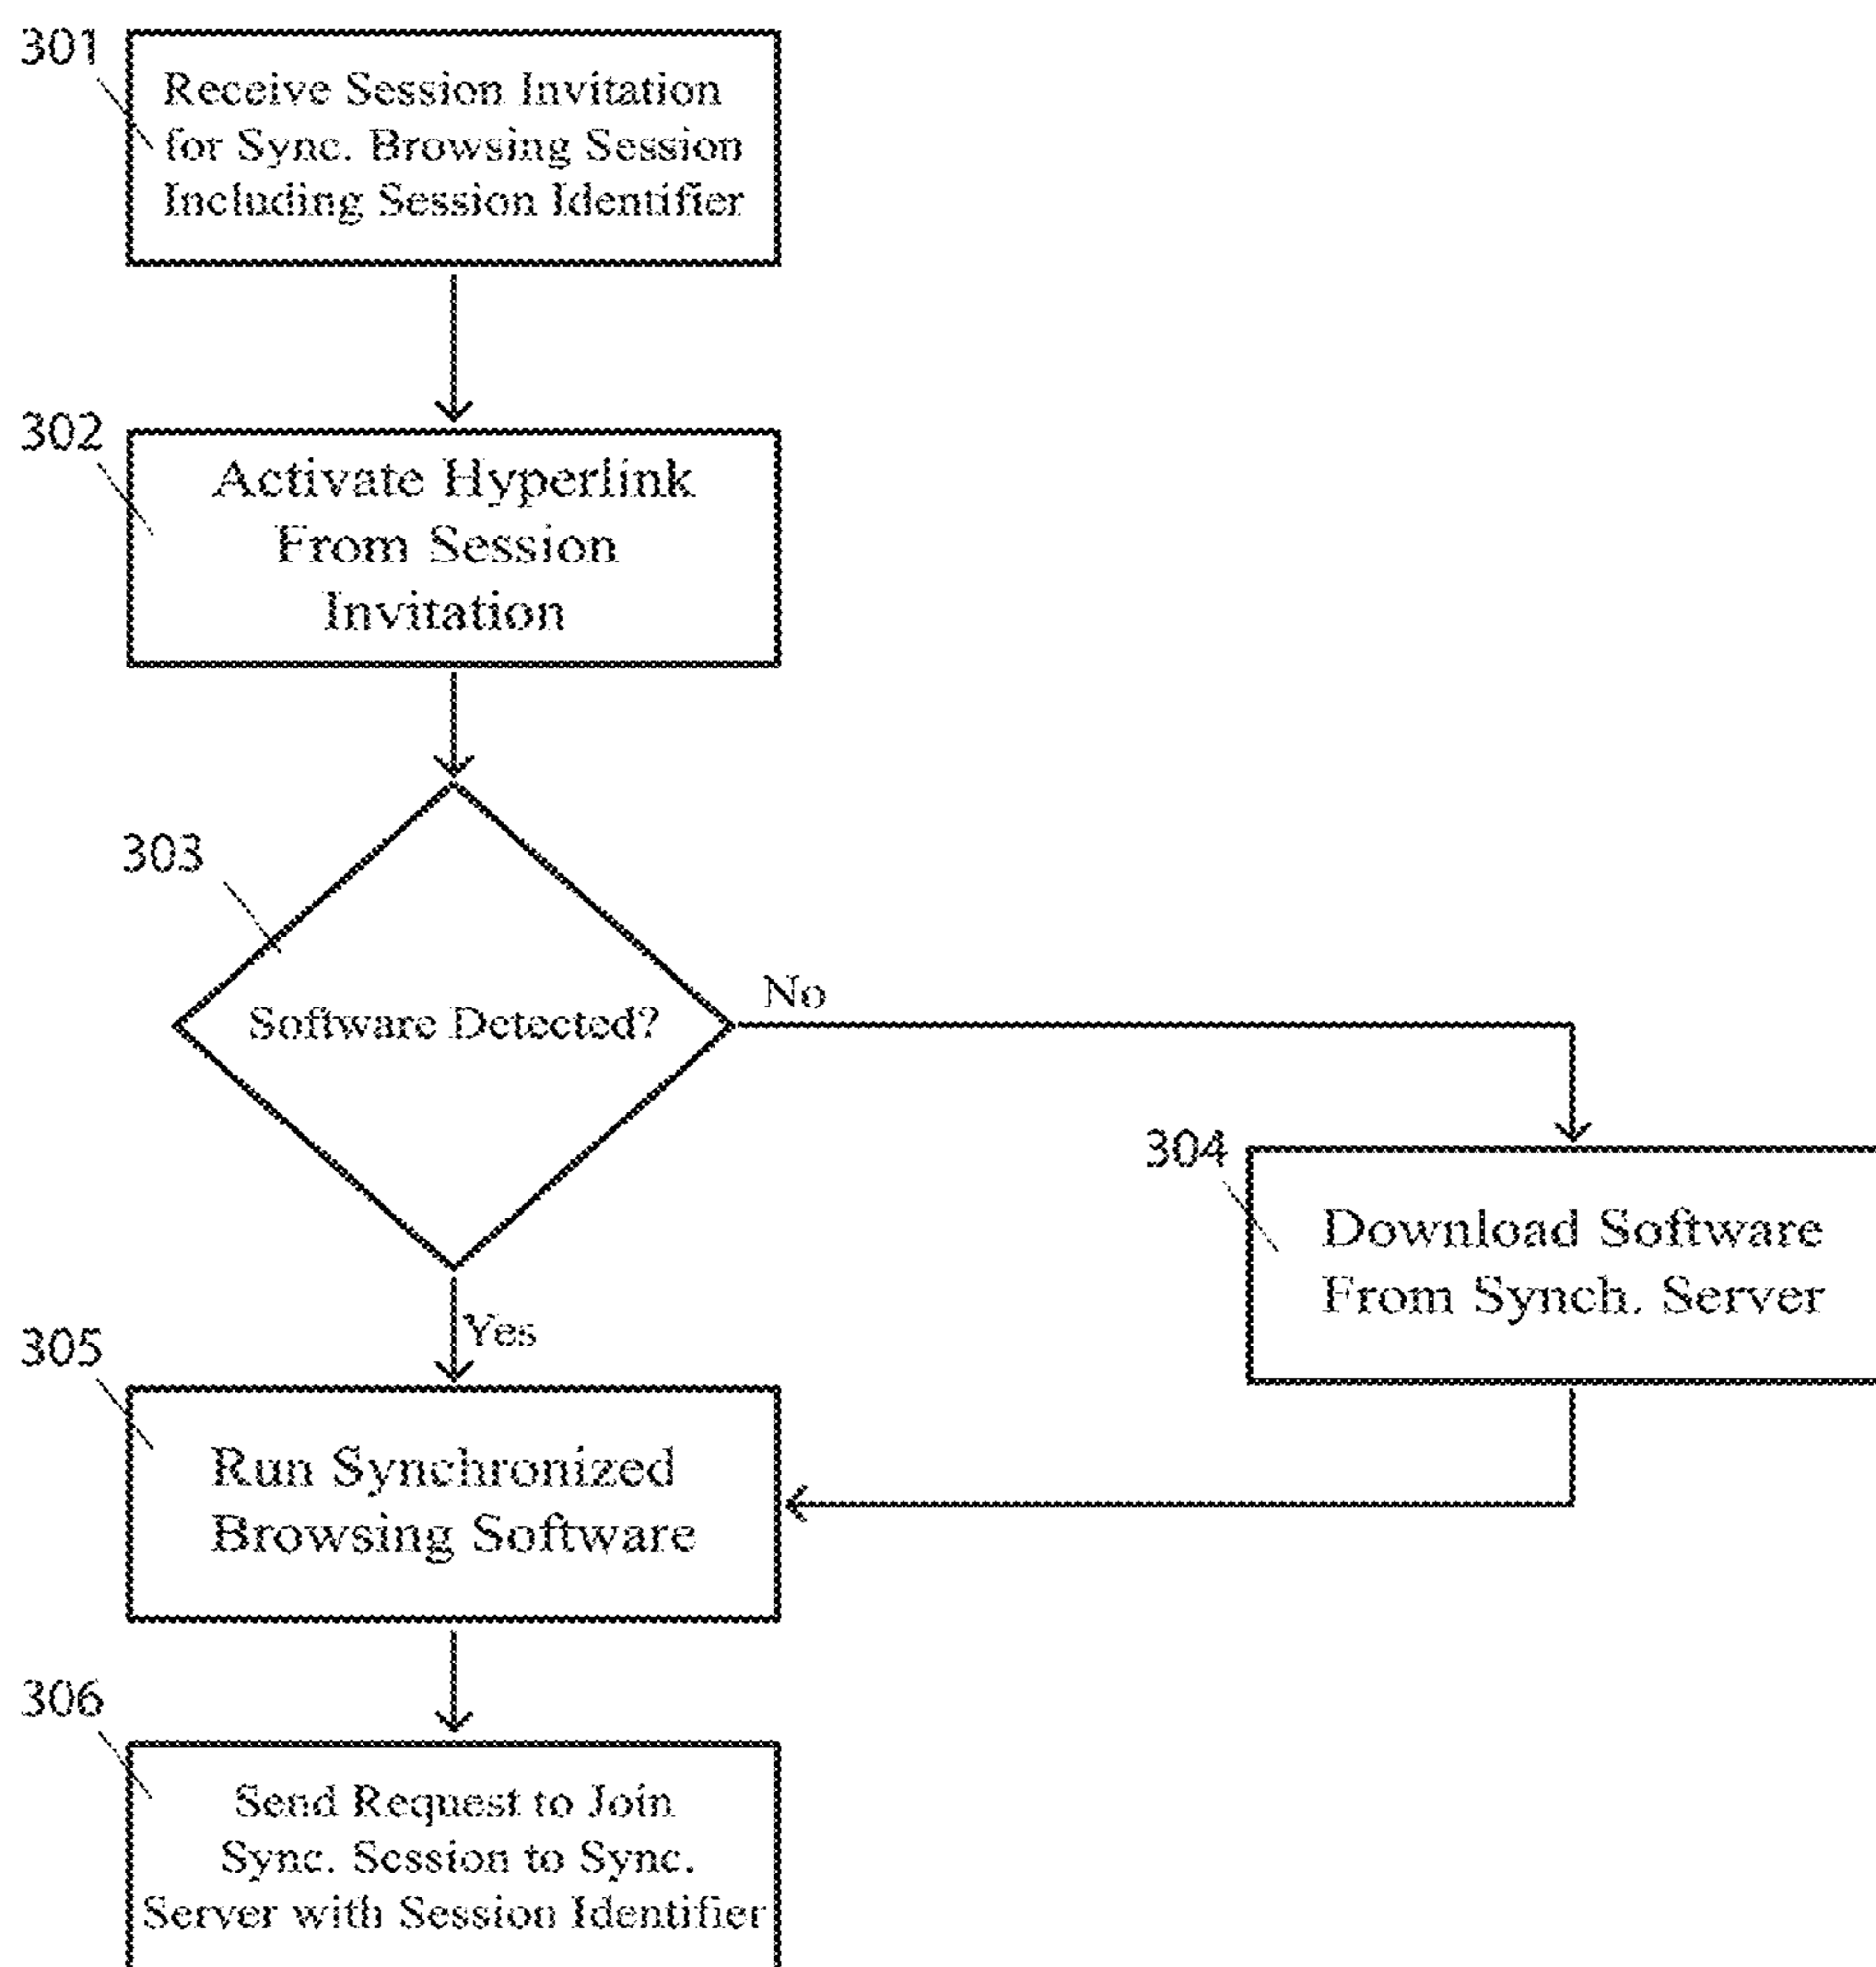 301
Receive Session Invitation
for Sync. Browsing Session
Including Session Identifier
302
Activate Hyperlink
From Session
Invitation
303
Software Detected?
No
304
Download Software
From Synch. Server
Yes
305
Run Synchronized
Browsing Software
306
Send Request to Join
Sync. Session to Sync.
Server with Session Identifier